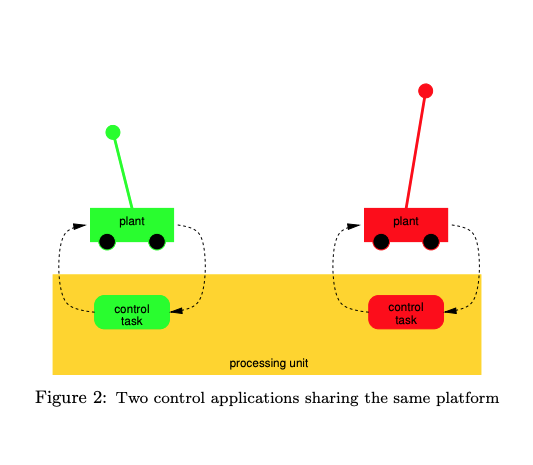 plant
plant
control
task
control
task
processing unit
Figure 2: Two control applications sharing the same platform